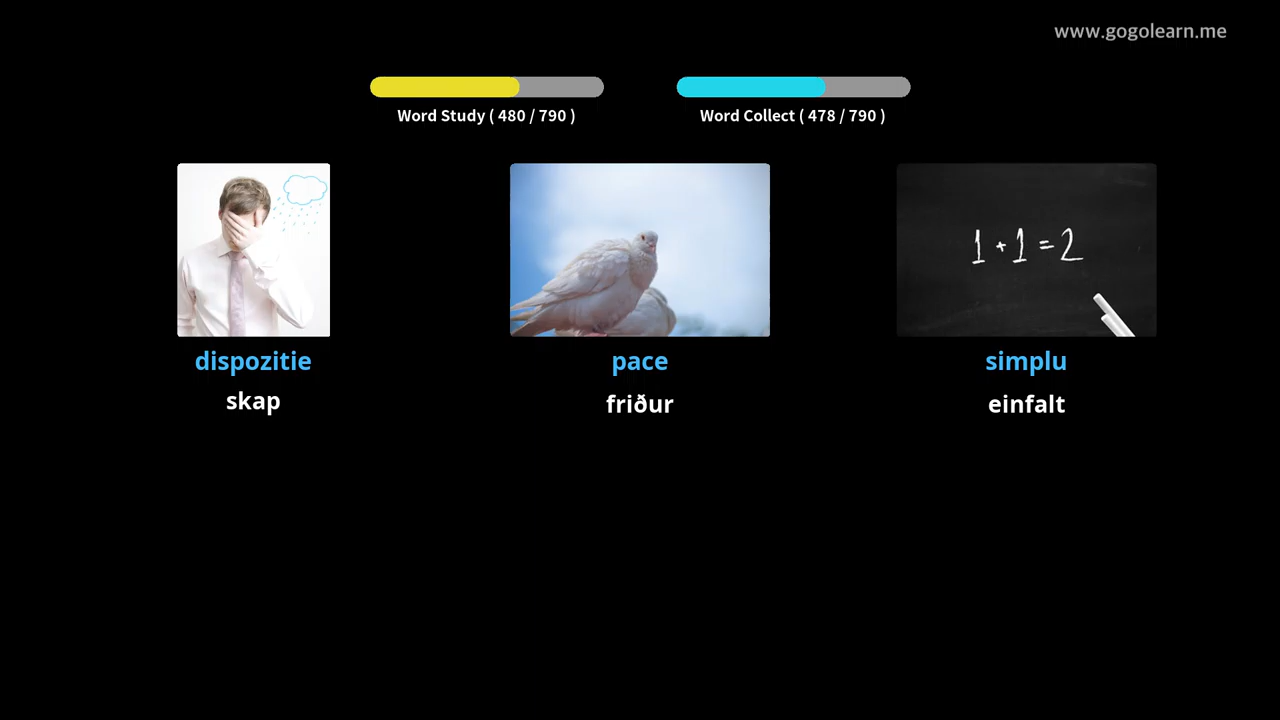 www.gogolearn.me
Word Study ( 480 / 790 )
Word Collect ( 478 / 790 )
1 + 1 = 2
dispozitie
pace
simplu
skap
friður
einfalt